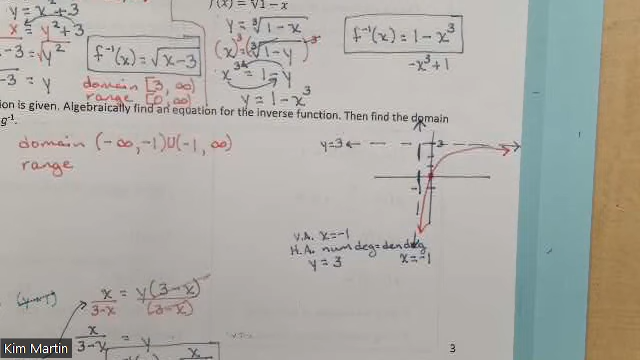 y = x² + 3
x = y² + 3
-3 = √y²
-3 = y
f⁻¹(x) = √x-3
domain [3, ∞)
range [0, ∞)
f(x) = ∛1 - x
y = ∛1 - x
(x)³ = (∛1 - y)³
x³ = 1 - y
y = 1 - x³
f⁻¹(x) = 1 - x³
-x³+1
ion is given. Algebraically find an equation for the inverse function. Then find the domain
g⁻¹.
domain (-∞, -1)U(-1, ∞)
range
y=3
3
V.A. x=-1
H.A. num deg = den deg
y = 3
x=-1
x/3-x = y(3-x)/(3-x)
x/3-x = y
3
Kim Martin